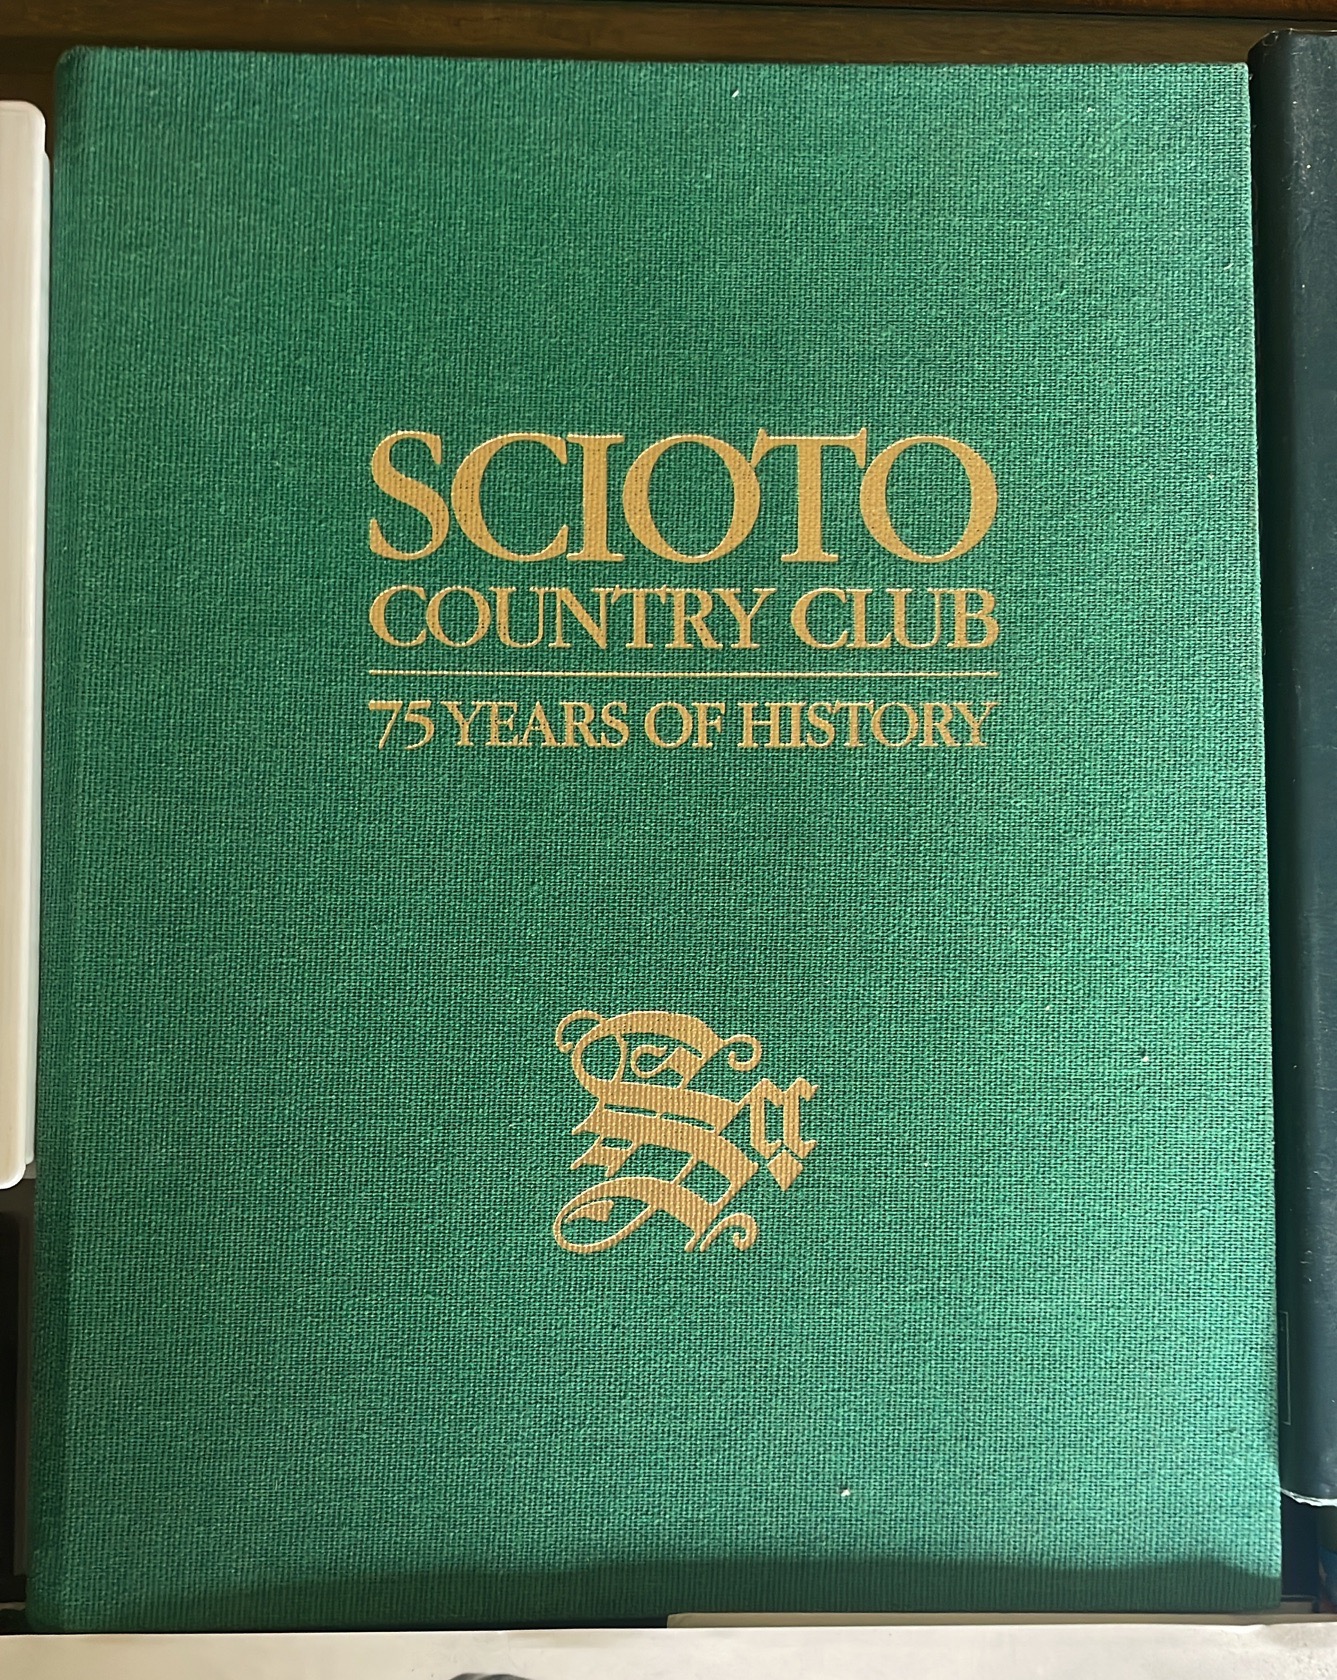 SCIOTO
COUNTRY CLUB
75 YEARS OF HISTORY